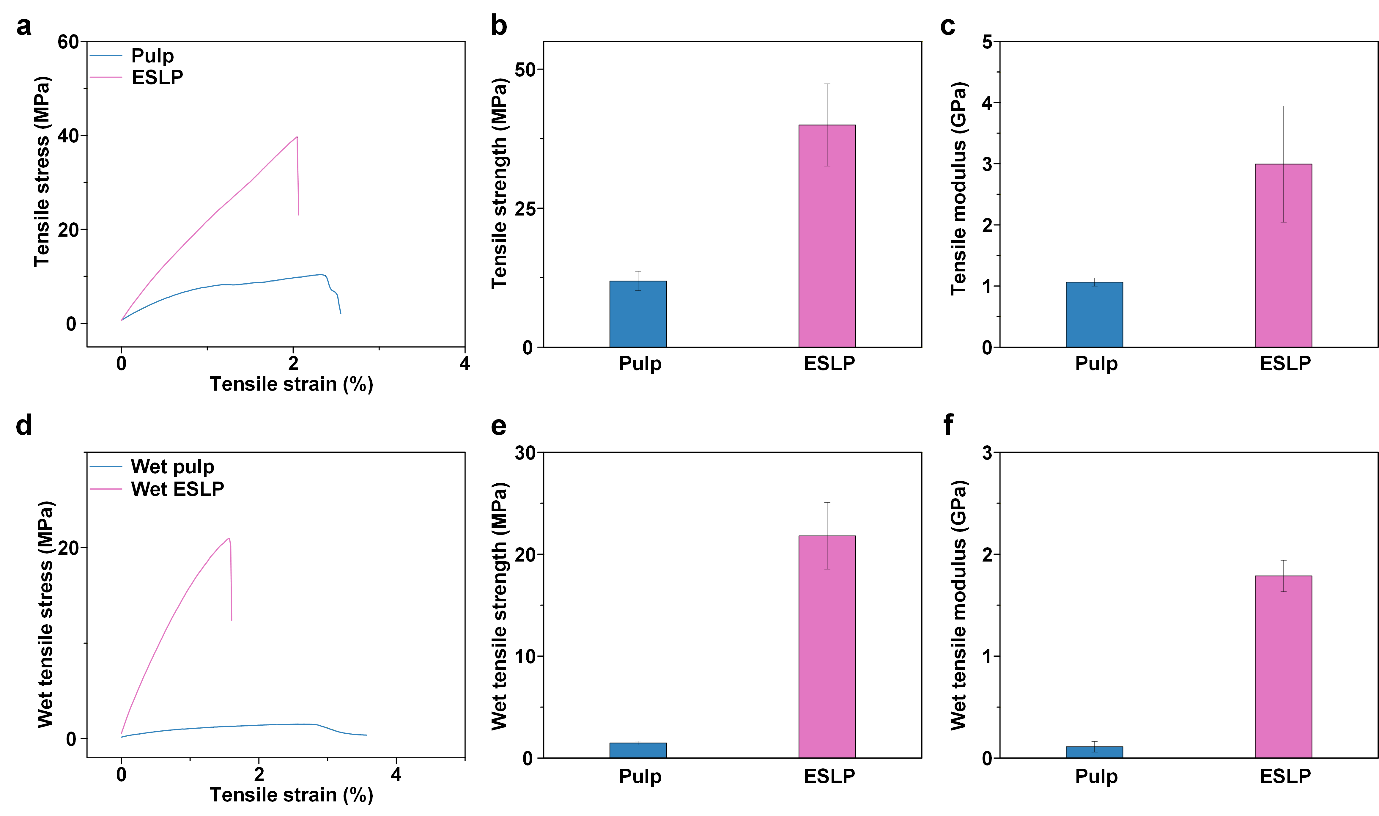 a
60
40
20
0
Tensile stress (MPa)
Pulp
ESLP
0
2
4
Tensile strain (%)
b
50
25
0
Tensile strength (MPa)
Pulp
ESLP
c
5
4
3
2
1
0
Tensile modulus (GPa)
Pulp
ESLP
d
20
0
Wet tensile stress (MPa)
Wet pulp
Wet ESLP
0
2
4
Tensile strain (%)
e
30
20
10
0
Wet tensile strength (MPa)
Pulp
ESLP
f
3
2
1
0
Wet tensile modulus (GPa)
Pulp
ESLP